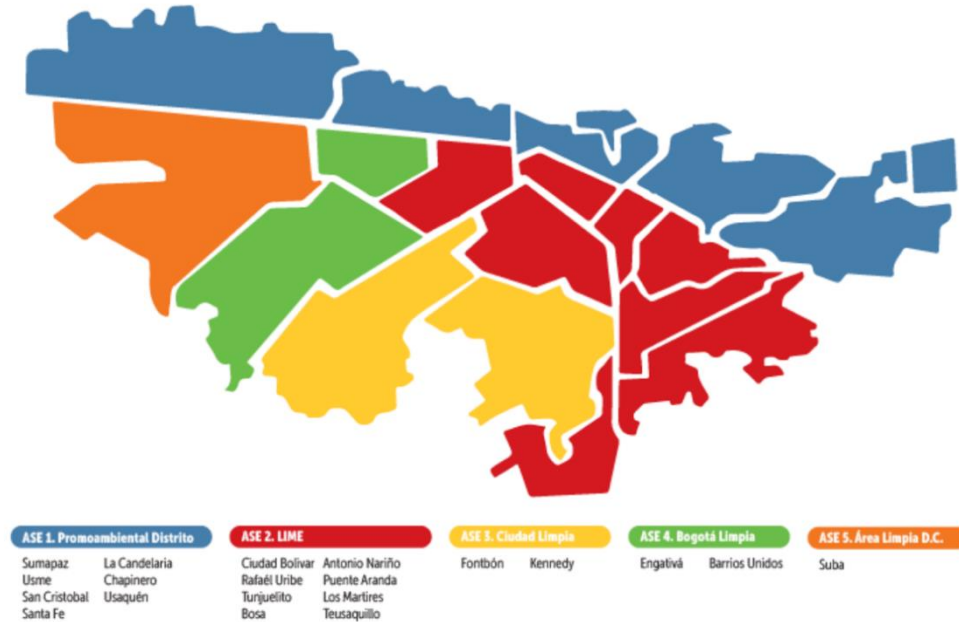 ASE 1. Promoambiental Distrito
Sumapaz La Candelaria
Usme Chapinero
San Cristobal Usaquén
Santa Fe
ASE 2. LIME
Ciudad Bolivar Antonio Nariño
Rafaél Uribe Puente Aranda
Tunjuelito Los Martires
Bosa Teusaquillo
ASE 3. Ciudad Limpia
Fontbón Kennedy
ASE 4. Bogotá Limpia
Engativá Barrios Unidos
ASE 5. Área Limpia D.C.
Suba